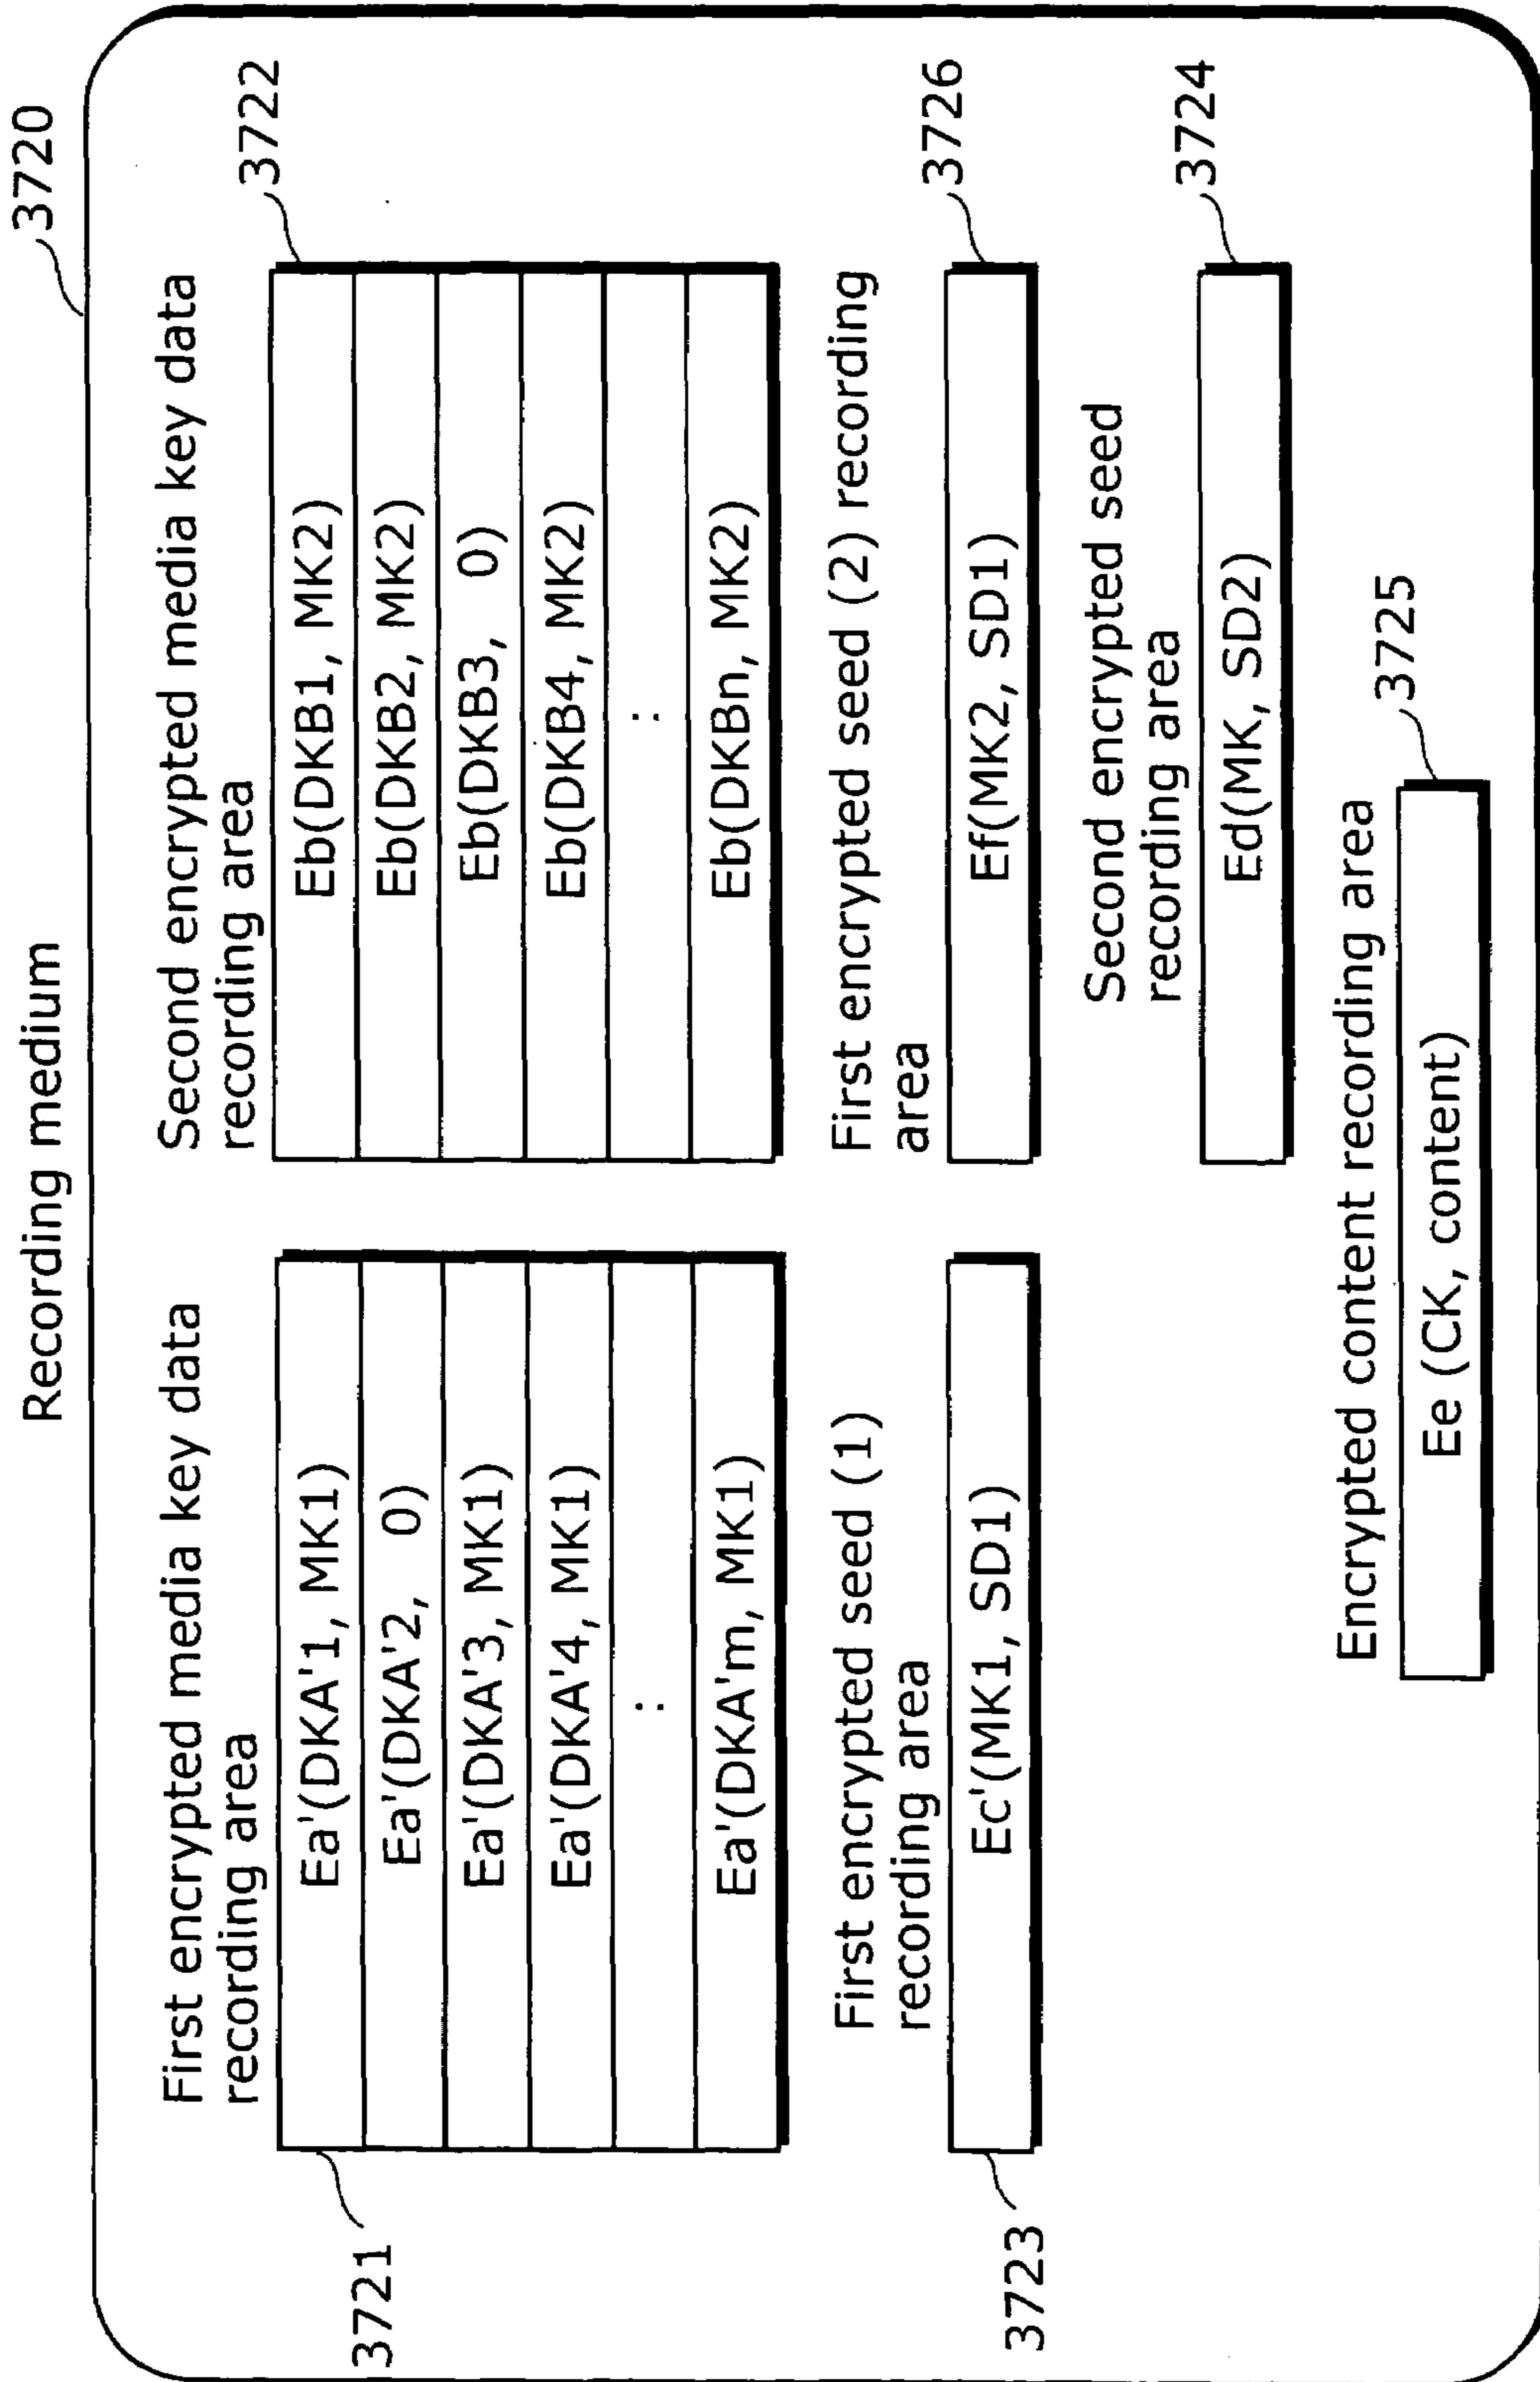 Recording medium
3720
First encrypted media key data
recording area
3721
Ea'(DKA'1, MK1)
Ea'(DKA'2, 0)
Ea'(DKA'3, MK1)
Ea'(DKA'4, MK1)
:
Ea'(DKA'm, MK1)
Second encrypted media key data
recording area
3722
Eb(DKB1, MK2)
Eb(DKB2, MK2)
Eb(DKB3, 0)
Eb(DKB4, MK2)
:
Eb(DKBn, MK2)
First encrypted seed (1)
recording area
3723
Ec'(MK1, SD1)
First encrypted seed (2) recording
area
3726
Ef(MK2, SD1)
Second encrypted seed
recording area
3724
Ed(MK, SD2)
Encrypted content recording area
3725
Ee (CK, content)